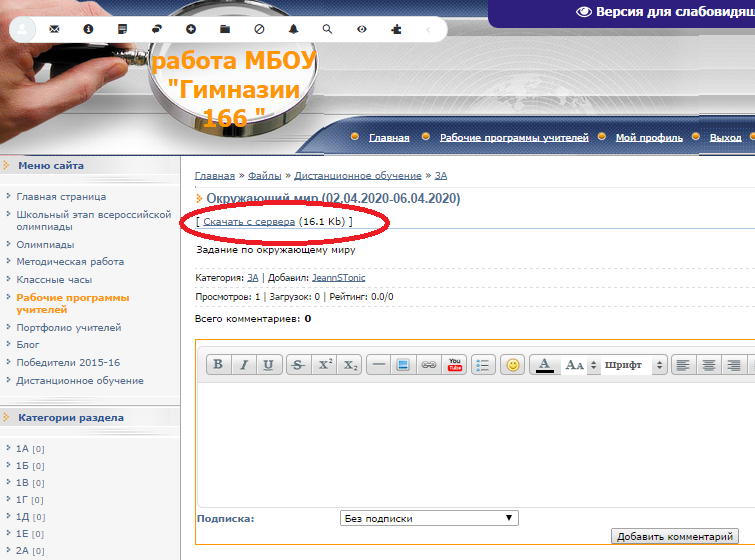 Версия для слабовидящ
работа МБОУ
"Гимназии
166 "
Главная Рабочие программы учителей Мой профиль Выход
Меню сайта
Главная страница
Школьный этап всероссийской
олимпиады
Олимпиады
Методическая работа
Классные часы
Рабочие программы
учителей
Портфолио учителей
Блог
Победители 2015-16
Дистанционное обучение
Категории раздела
1А [0]
1Б [0]
1В [0]
1Г [0]
1Д [0]
1Е [0]
2А [0]
Главная » Файлы » Дистанционное обучение » 3А
Окружающий мир (02.04.2020-06.04.2020)
[ Скачать с сервера (16.1 Kb) ]
Задание по окружающему миру
Категория: 3А | Добавил: JeannSTonic
Просмотров: 1 | Загрузок: 0 | Рейтинг: 0.0/0
Всего комментариев: 0
B I U S X² X₂ You Tube A AA Шрифт
Подписка: Без подписки
Добавить комментарий